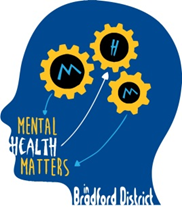 M
H
M
MENTAL
HEALTH
MATTERS
in
Bradford District